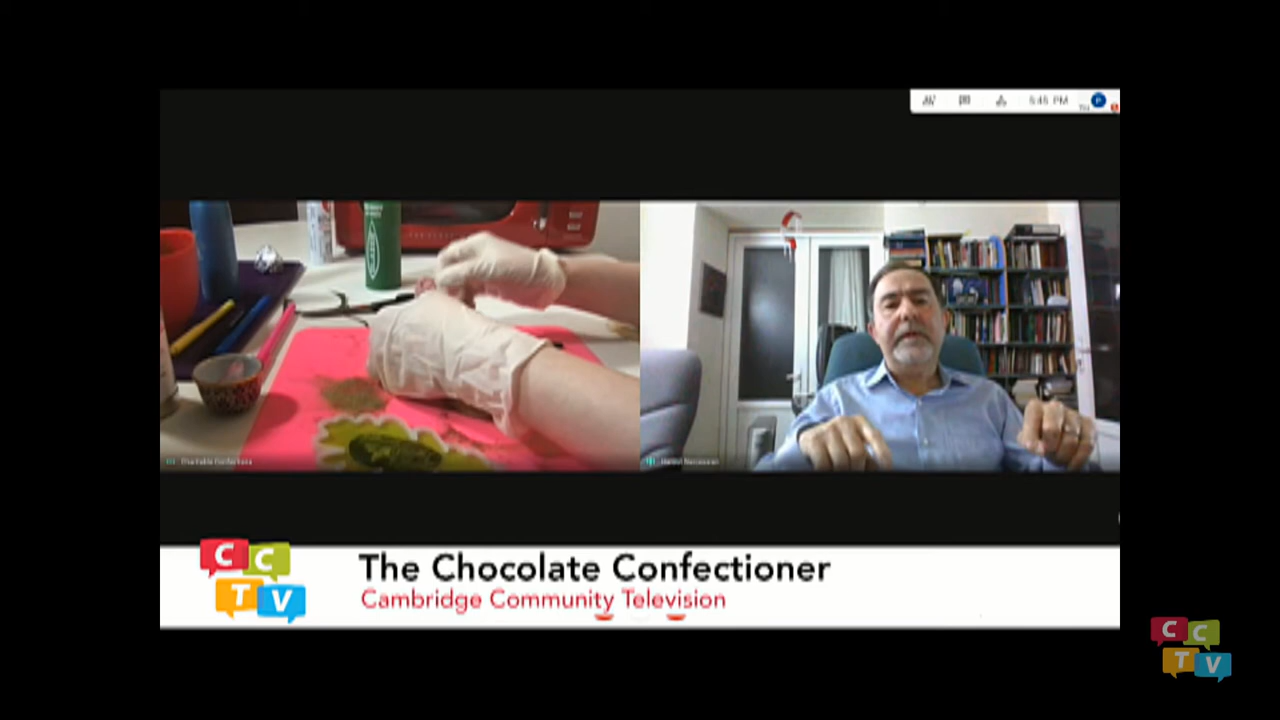 5:45 PM
P
C C
T V
The Chocolate Confectioner
Cambridge Community Television
C C
T V